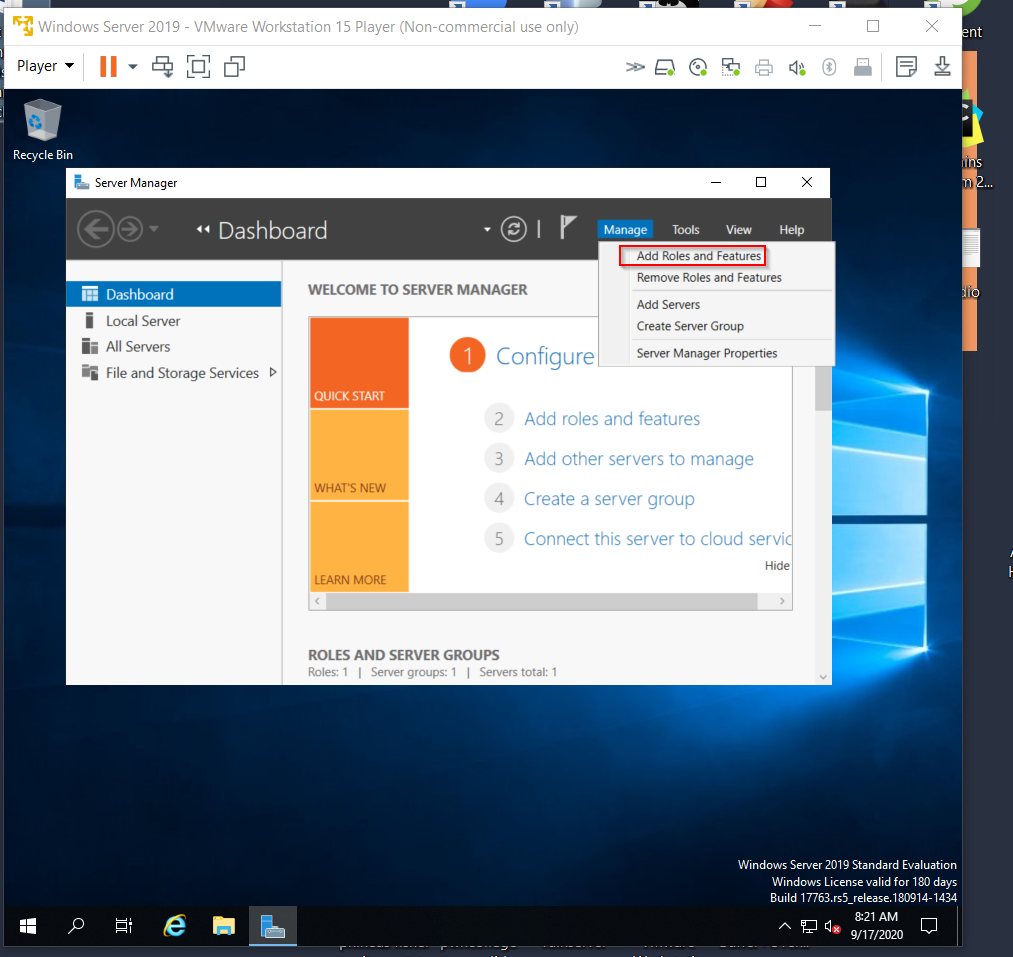 Windows Server 2019 - VMware Workstation 15 Player (Non-commercial use only)
Player
Recycle Bin
Server Manager
Dashboard
Manage Tools View Help
Add Roles and Features
Remove Roles and Features
Add Servers
Create Server Group
Server Manager Properties
Dashboard
Local Server
All Servers
File and Storage Services
WELCOME TO SERVER MANAGER
QUICK START
WHAT'S NEW
LEARN MORE
1 Configure
2 Add roles and features
3 Add other servers to manage
4 Create a server group
5 Connect this server to cloud servic
Hide
ROLES AND SERVER GROUPS
Roles: 1 | Server groups: 1 | Servers total: 1
Windows Server 2019 Standard Evaluation
Windows License valid for 180 days
Build 17763.rs5_release.180914-1434
8:21 AM
9/17/2020